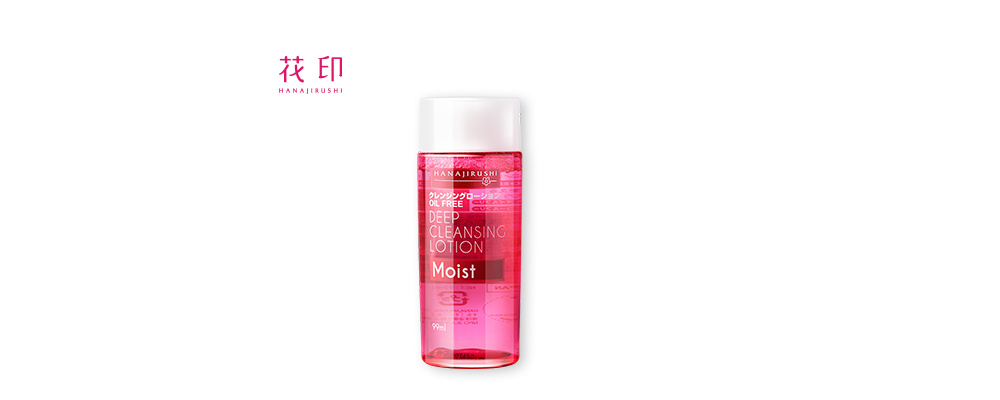 花印
HANAJIRUSHI
HANAJIRUSHI
クレンジングローション
OIL FREE
DEEP
CLEANSING
LOTION
Moist
99ml